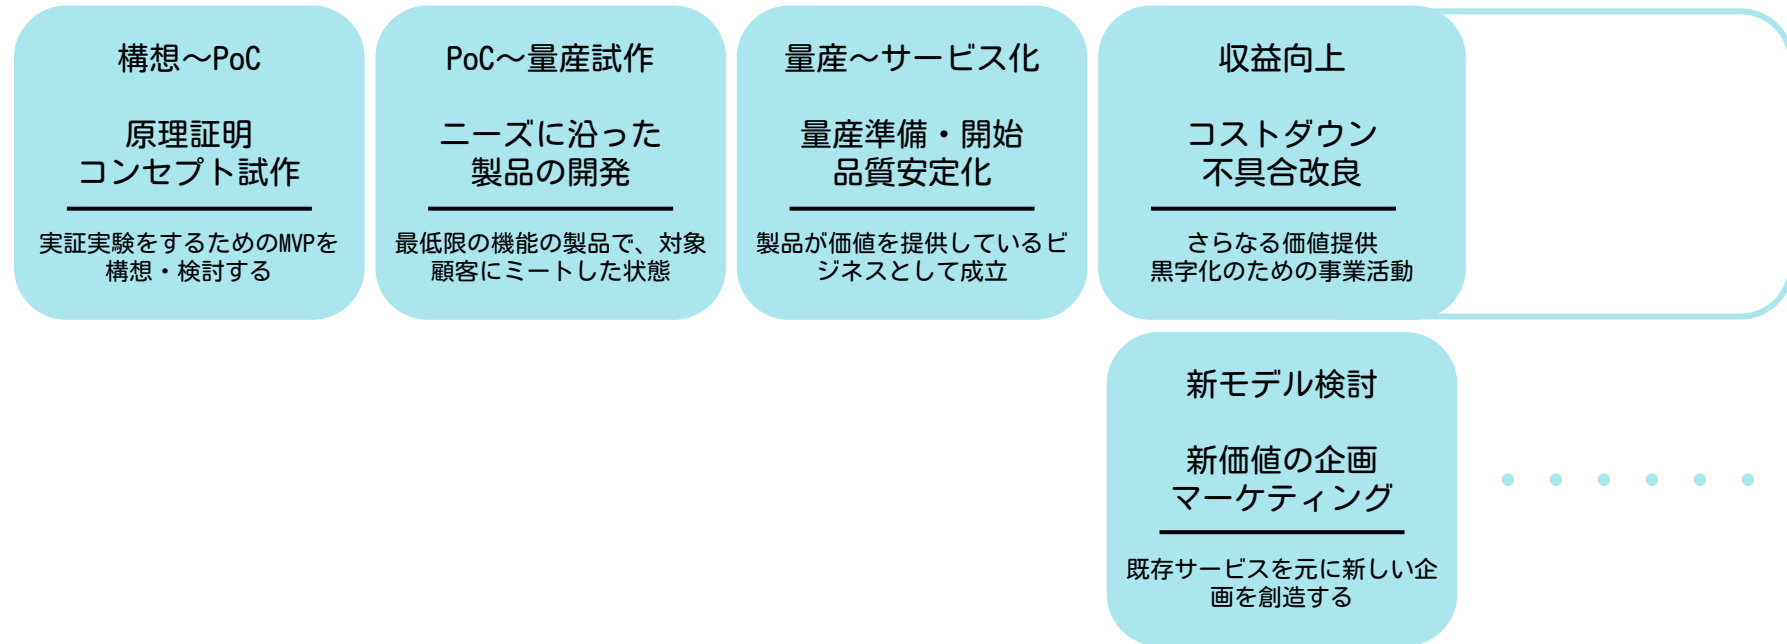 構想～PoC
原理証明
コンセプト試作
実証実験をするためのMVPを
構想・検討する
PoC～量産試作
ニーズに沿った
製品の開発
最低限の機能の製品で、対象
顧客にミートした状態
量産～サービス化
量産準備・開始
品質安定化
製品が価値を提供しているビ
ジネスとして成立
収益向上
コストダウン
不具合改良
さらなる価値提供
黒字化のための事業活動
新モデル検討
新価値の企画
マーケティング
既存サービスを元に新しい企
画を創造する